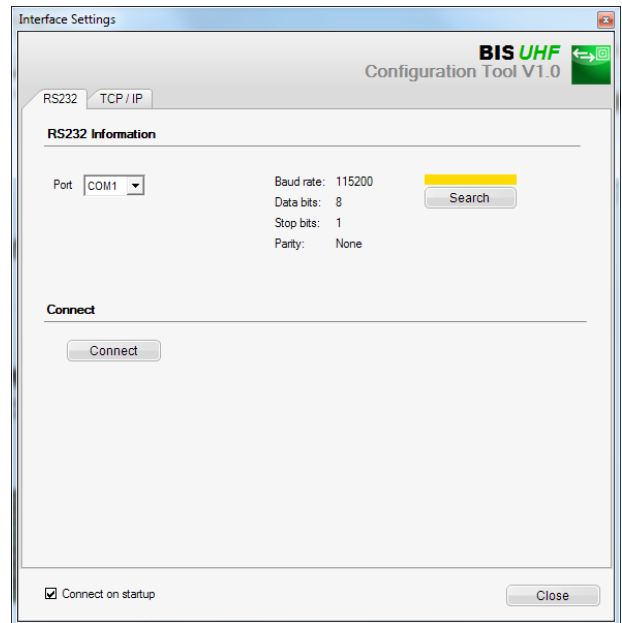 Interface Settings
BIS UHF
Configuration Tool V1.0
RS232 TCP / IP
RS232 Information
Port COM1 Baud rate: 115200 Search
Data bits: 8
Stop bits: 1
Parity: None
Connect
Connect
Connect on startup Close